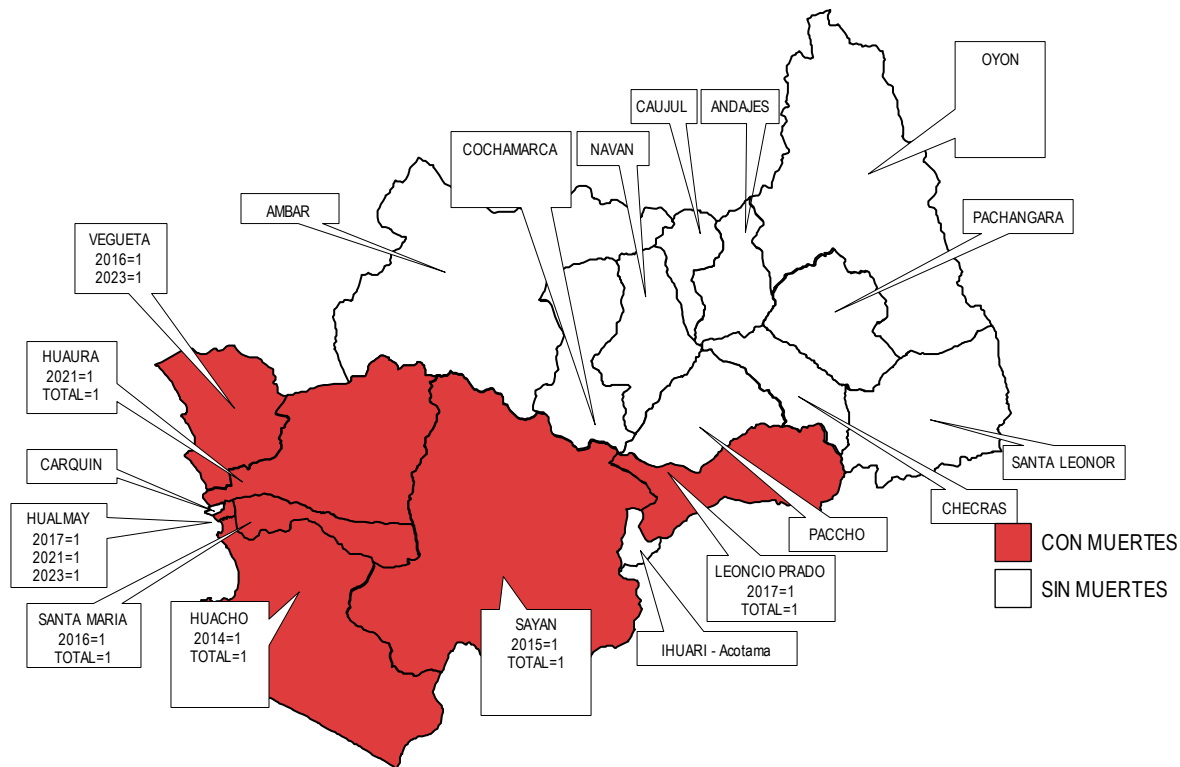 OYON
CAUJUL
ANDAJES
COCHAMARCA
NAVAN
AMBAR
PACHANGARA
VEGUETA
2016=1
2023=1
HUAURA
2021=1
TOTAL=1
CARQUIN
SANTA LEONOR
CHECRAS
HUALMAY
2017=1
2021=1
2023=1
PACCHO
CON MUERTES
SIN MUERTES
LEONCIO PRADO
2017=1
TOTAL=1
SANTA MARIA
2016=1
TOTAL=1
HUACHO
2014=1
TOTAL=1
SAYAN
2015=1
TOTAL=1
IHUARI - Acotama